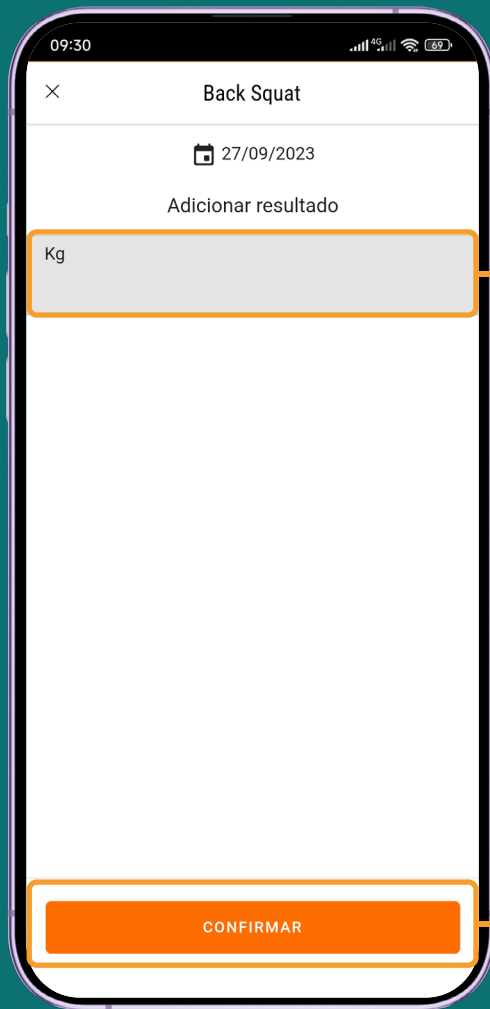 09:30
4G
69
Back Squat
27/09/2023
Adicionar resultado
Kg
CONFIRMAR